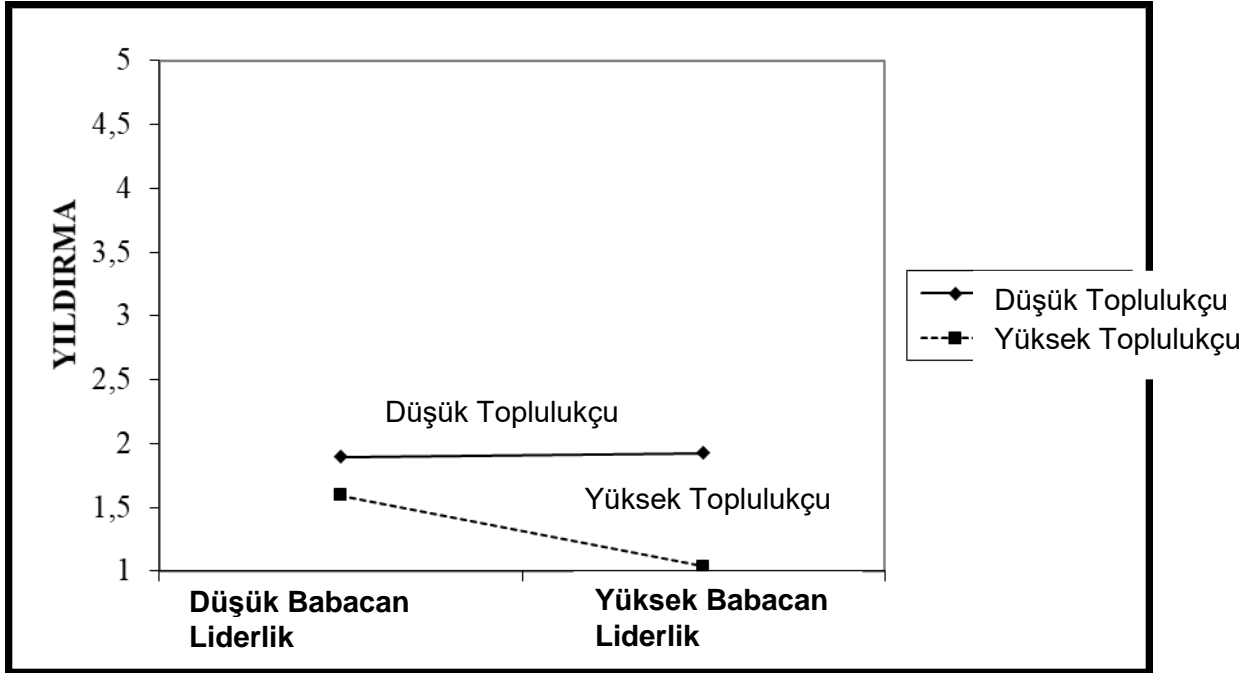 5
4,5
4
3,5
3
2,5
2
1,5
1
YILDIRMA
Düşük Toplulukçu
Yüksek Toplulukçu
Düşük Babacan
Liderlik
Yüksek Babacan
Liderlik
Düşük Toplulukçu
Yüksek Toplulukçu